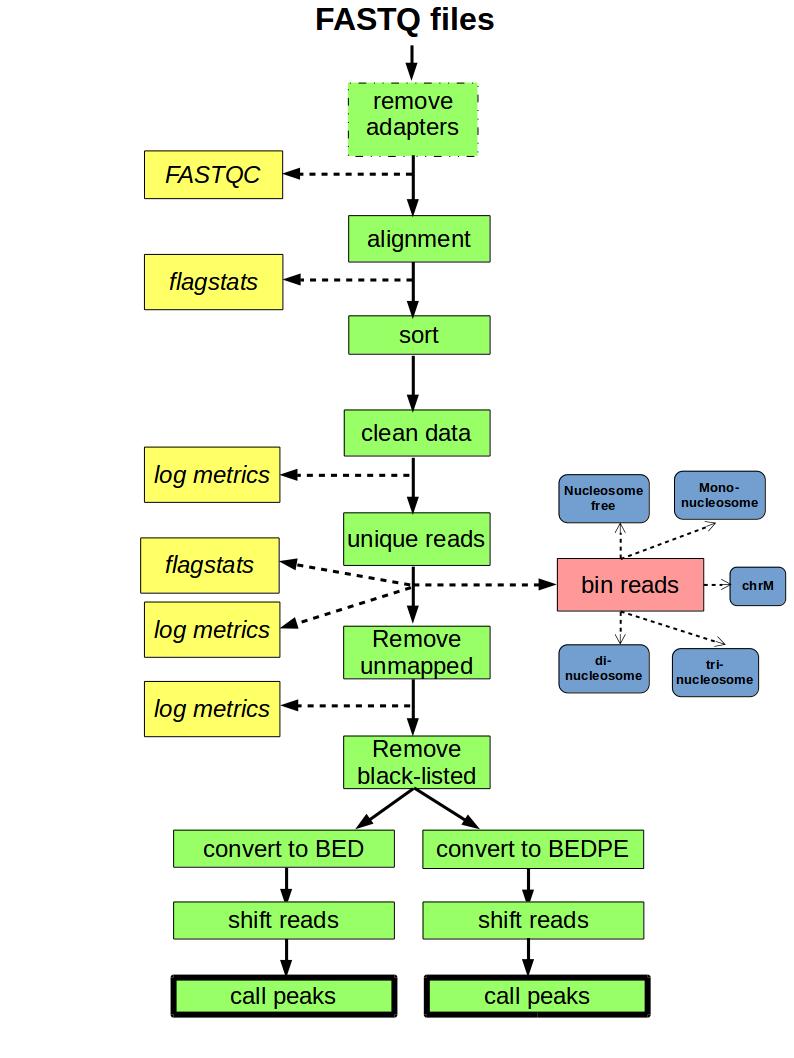 FASTQ files
remove
adapters
FASTQC
alignment
flagstats
sort
clean data
log metrics
unique reads
flagstats
log metrics
Nucleosome
free
Mono-
nucleosome
bin reads
chrM
di-
nucleosome
tri-
nucleosome
Remove
unmapped
log metrics
Remove
black-listed
convert to BED
convert to BEDPE
shift reads
shift reads
call peaks
call peaks